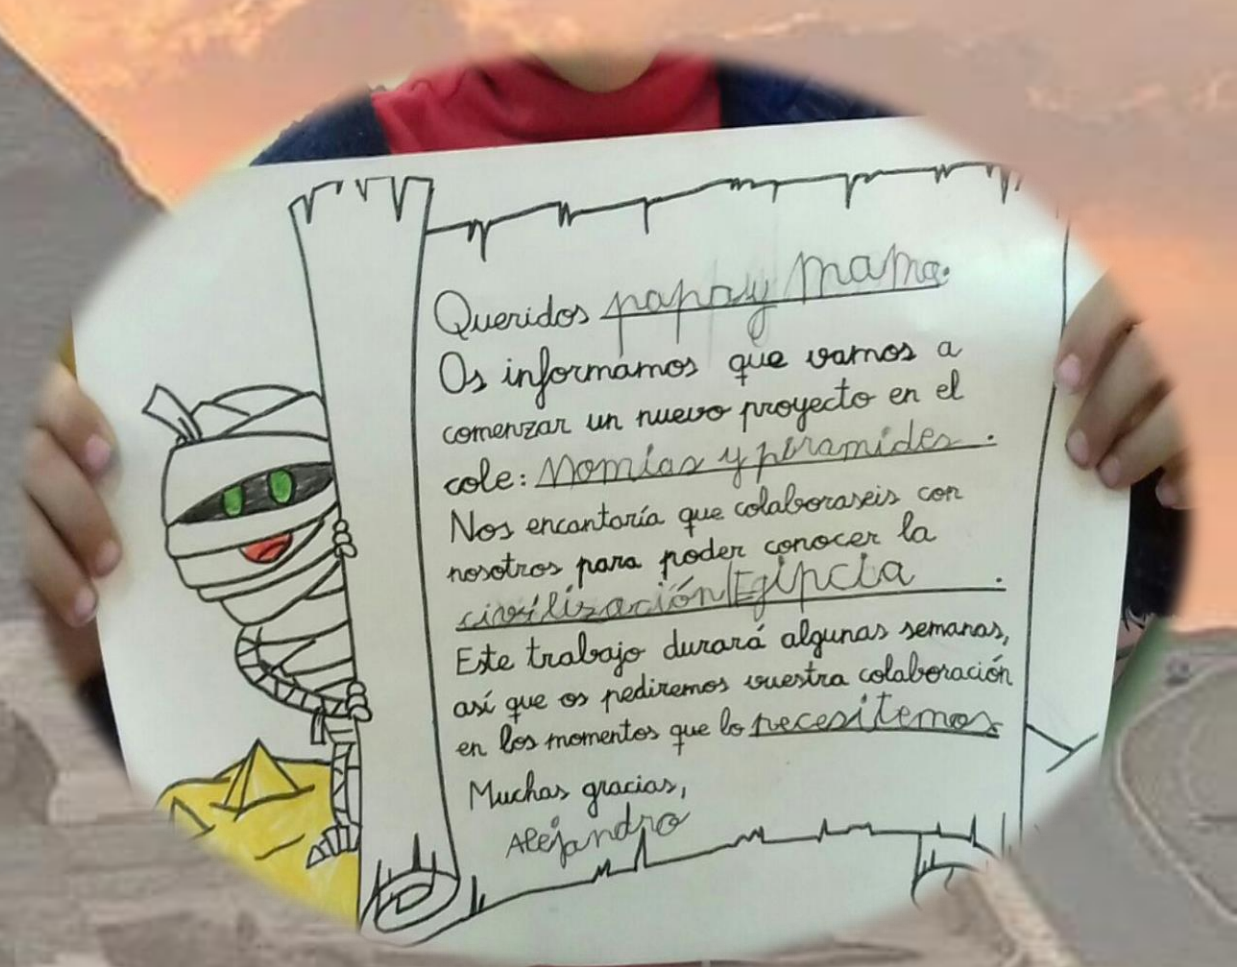 Queridos papa y mama.
Os informamos que vamos a
comenzar un nuevo proyecto en el
cole: Momias y piramides.
Nos encantaría que colaboraseis con
nosotros para poder conocer la
civilización Egipcia.
Este trabajo durará algunas semanas,
así que os pediremos vuestra colaboración
en los momentos que lo necesitemos.
Muchas gracias,
Alejandro